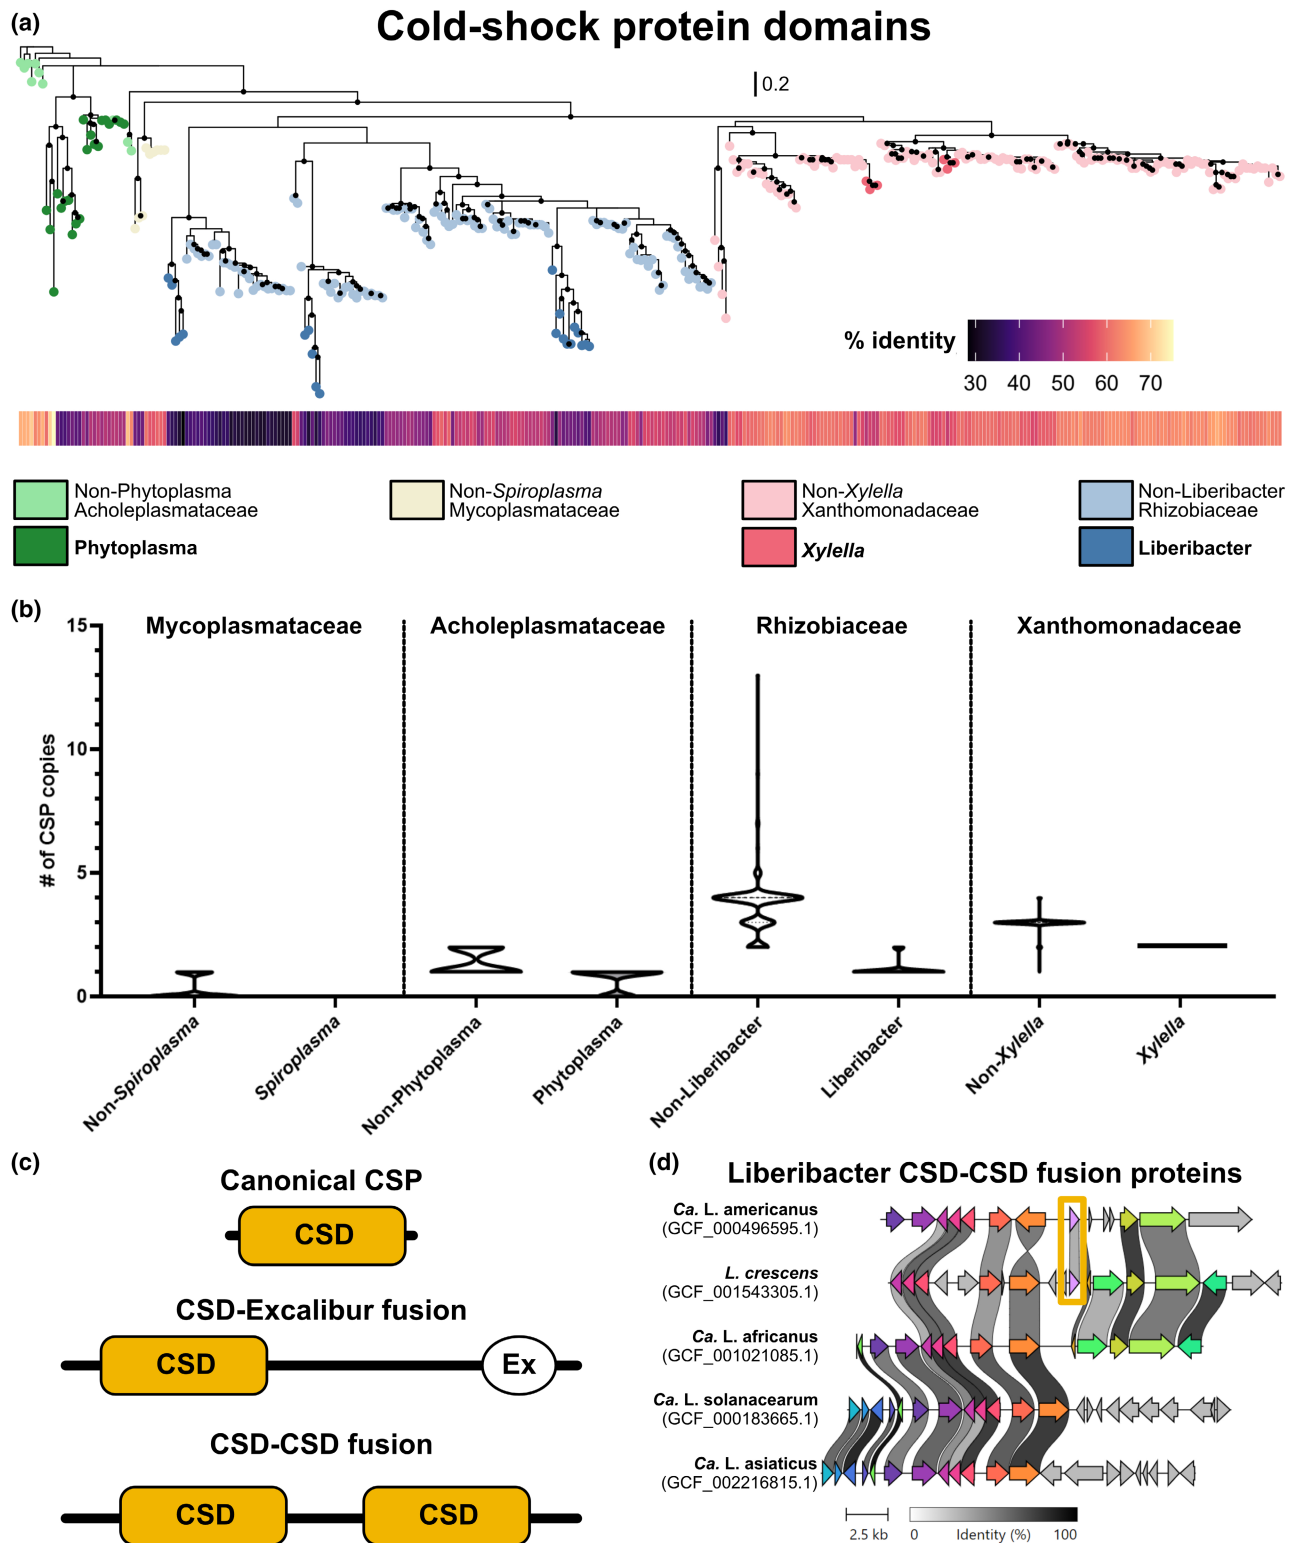 (a)
Cold-shock protein domains
0.2
% identity
30 40 50 60 70
Non-Phytoplasma
Acholeplasmataceae
Phytoplasma
Non-Spiroplasma
Mycoplasmataceae
Non-Xylella
Xanthomonadaceae
Xylella
Non-Liberibacter
Rhizobiaceae
Liberibacter
(b)
Mycoplasmataceae Acholeplasmataceae Rhizobiaceae Xanthomonadaceae
# of CSP copies
15
10
5
0
Non-Spiroplasma
Spiroplasma
Non-Phytoplasma
Phytoplasma
Non-Liberibacter
Liberibacter
Non-Xylella
Xylella
(c)
Canonical CSP
CSD
CSD-Excalibur fusion
CSD Ex
CSD-CSD fusion
CSD CSD
(d)
Liberibacter CSD-CSD fusion proteins
Ca. L. americanus
(GCF_000496595.1)
L. crescens
(GCF_001543305.1)
Ca. L. africanus
(GCF_001021085.1)
Ca. L. solanacearum
(GCF_000183665.1)
Ca. L. asiaticus
(GCF_002216815.1)
2.5 kb
0 Identity (%) 100